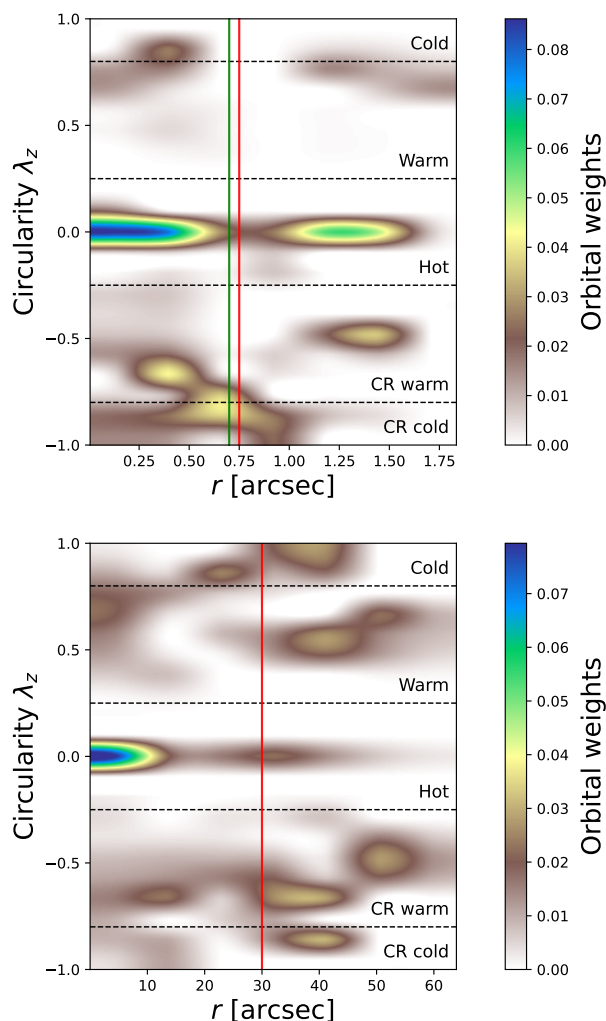 1.0
0.5
0.0
−0.5
−1.0
Circularity λz
Cold
Warm
Hot
CR warm
CR cold
0.25 0.50 0.75 1.00 1.25 1.50 1.75
r [arcsec]
0.08
0.07
0.06
0.05
0.04
0.03
0.02
0.01
0.00
Orbital weights
1.0
0.5
0.0
−0.5
−1.0
Circularity λz
Cold
Warm
Hot
CR warm
CR cold
10 20 30 40 50 60
r [arcsec]
0.07
0.06
0.05
0.04
0.03
0.02
0.01
0.00
Orbital weights